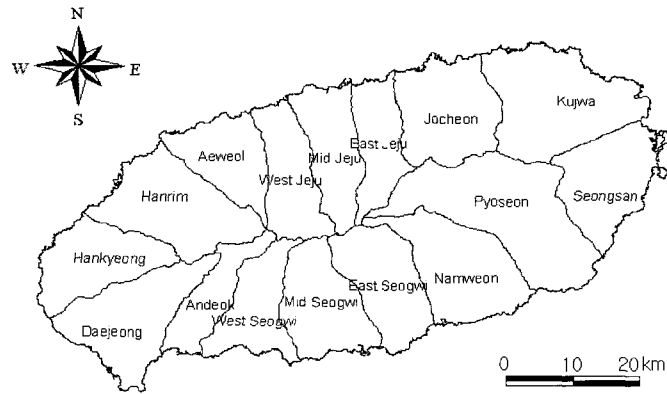 N
W E
S
Kujwa
Jocheon
East Jeju
Mid Jeju
Aeweol
West Jeju
Hanrim
Pyoseon
Seongsan
Hankyeong
Namweon
East Seogwi
Andeok
Mid Seogwi
West Seogwi
Daejeong
0 10 20 km